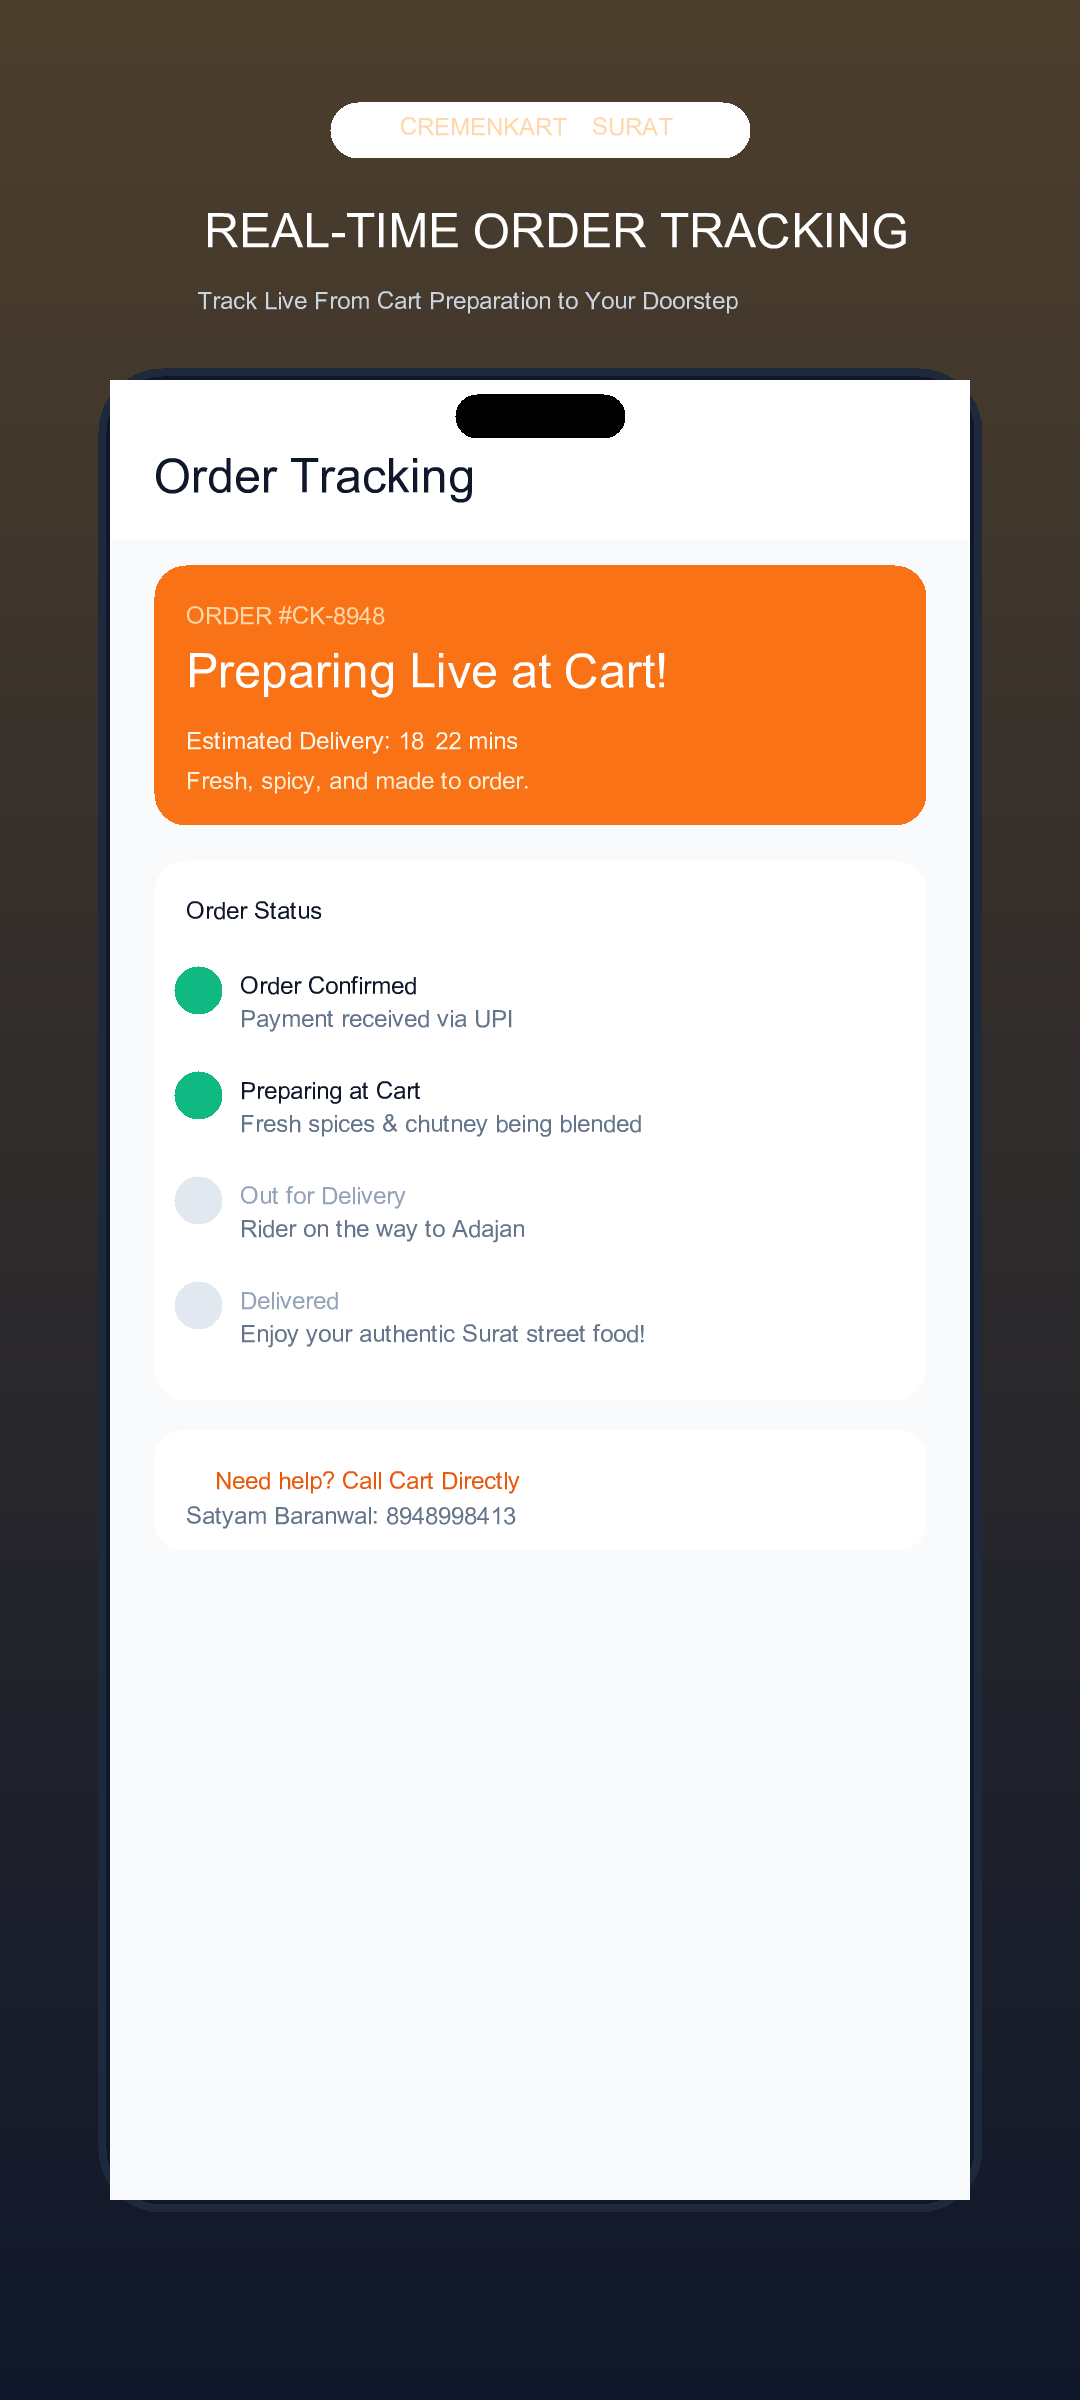 CREMENKART SURAT
REAL-TIME ORDER TRACKING
Track Live From Cart Preparation to Your Doorstep
Order Tracking
ORDER #CK-8948
Preparing Live at Cart!
Estimated Delivery: 18 22 mins
Fresh, spicy, and made to order.
Order Status
Order Confirmed
Payment received via UPI
Preparing at Cart
Fresh spices & chutney being blended
Out for Delivery
Rider on the way to Adajan
Delivered
Enjoy your authentic Surat street food!
Need help? Call Cart Directly
Satyam Baranwal: 8948998413